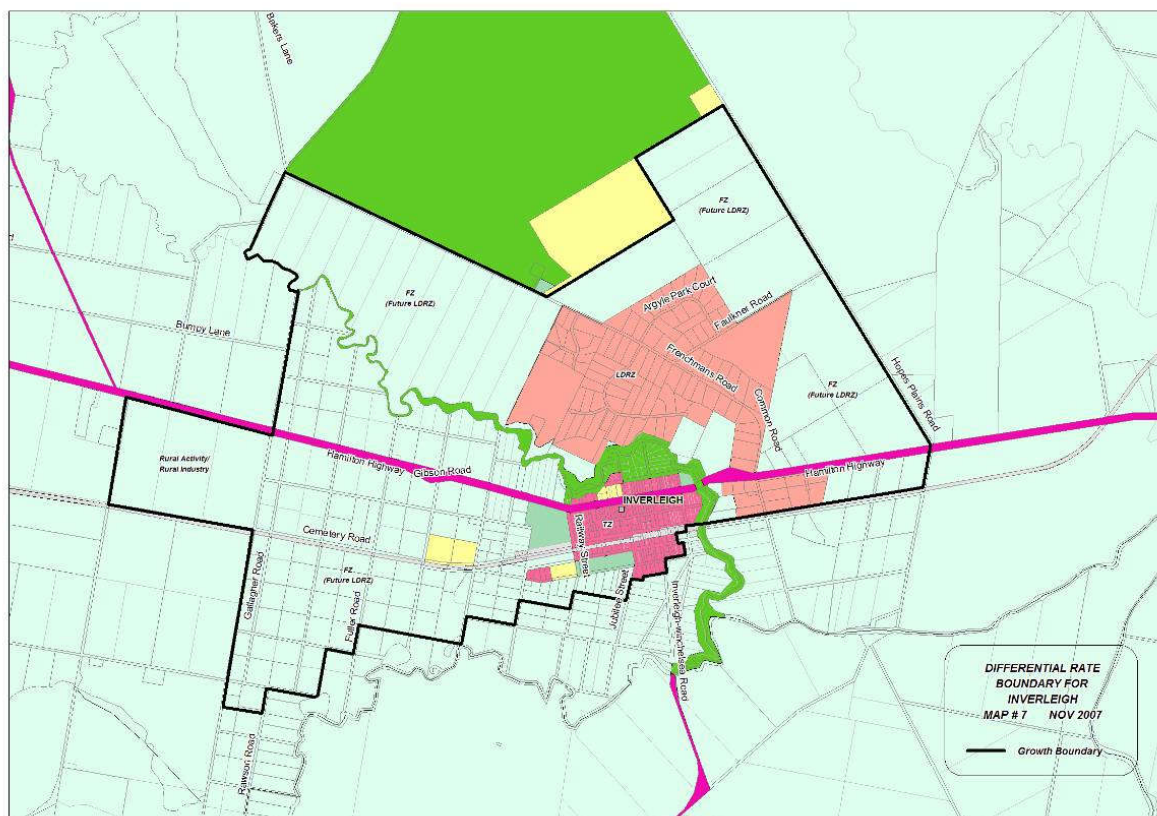 Bakers Lane
FZ
(Future LDRZ)
FZ
(Future LDRZ)
Argyle Park Court
Faulkner Road
Bumpy Lane
Frenchmans Road
LDRZ
Hopes Plains Road
FZ
(Future LDRZ)
Common Road
Rural Activity/
Rural Industry
Hamilton Highway
Gibson Road
Hamilton Highway
INVERLEIGH
TZ
Railway Street
Cemetery Road
FZ
(Future LDRZ)
Gallagher Road
Fuller Road
Jubilee Street
Inverleigh-winchelsea Road
Rawson Road
DIFFERENTIAL RATE
BOUNDARY FOR
INVERLEIGH
MAP # 7 NOV 2007
Growth Boundary